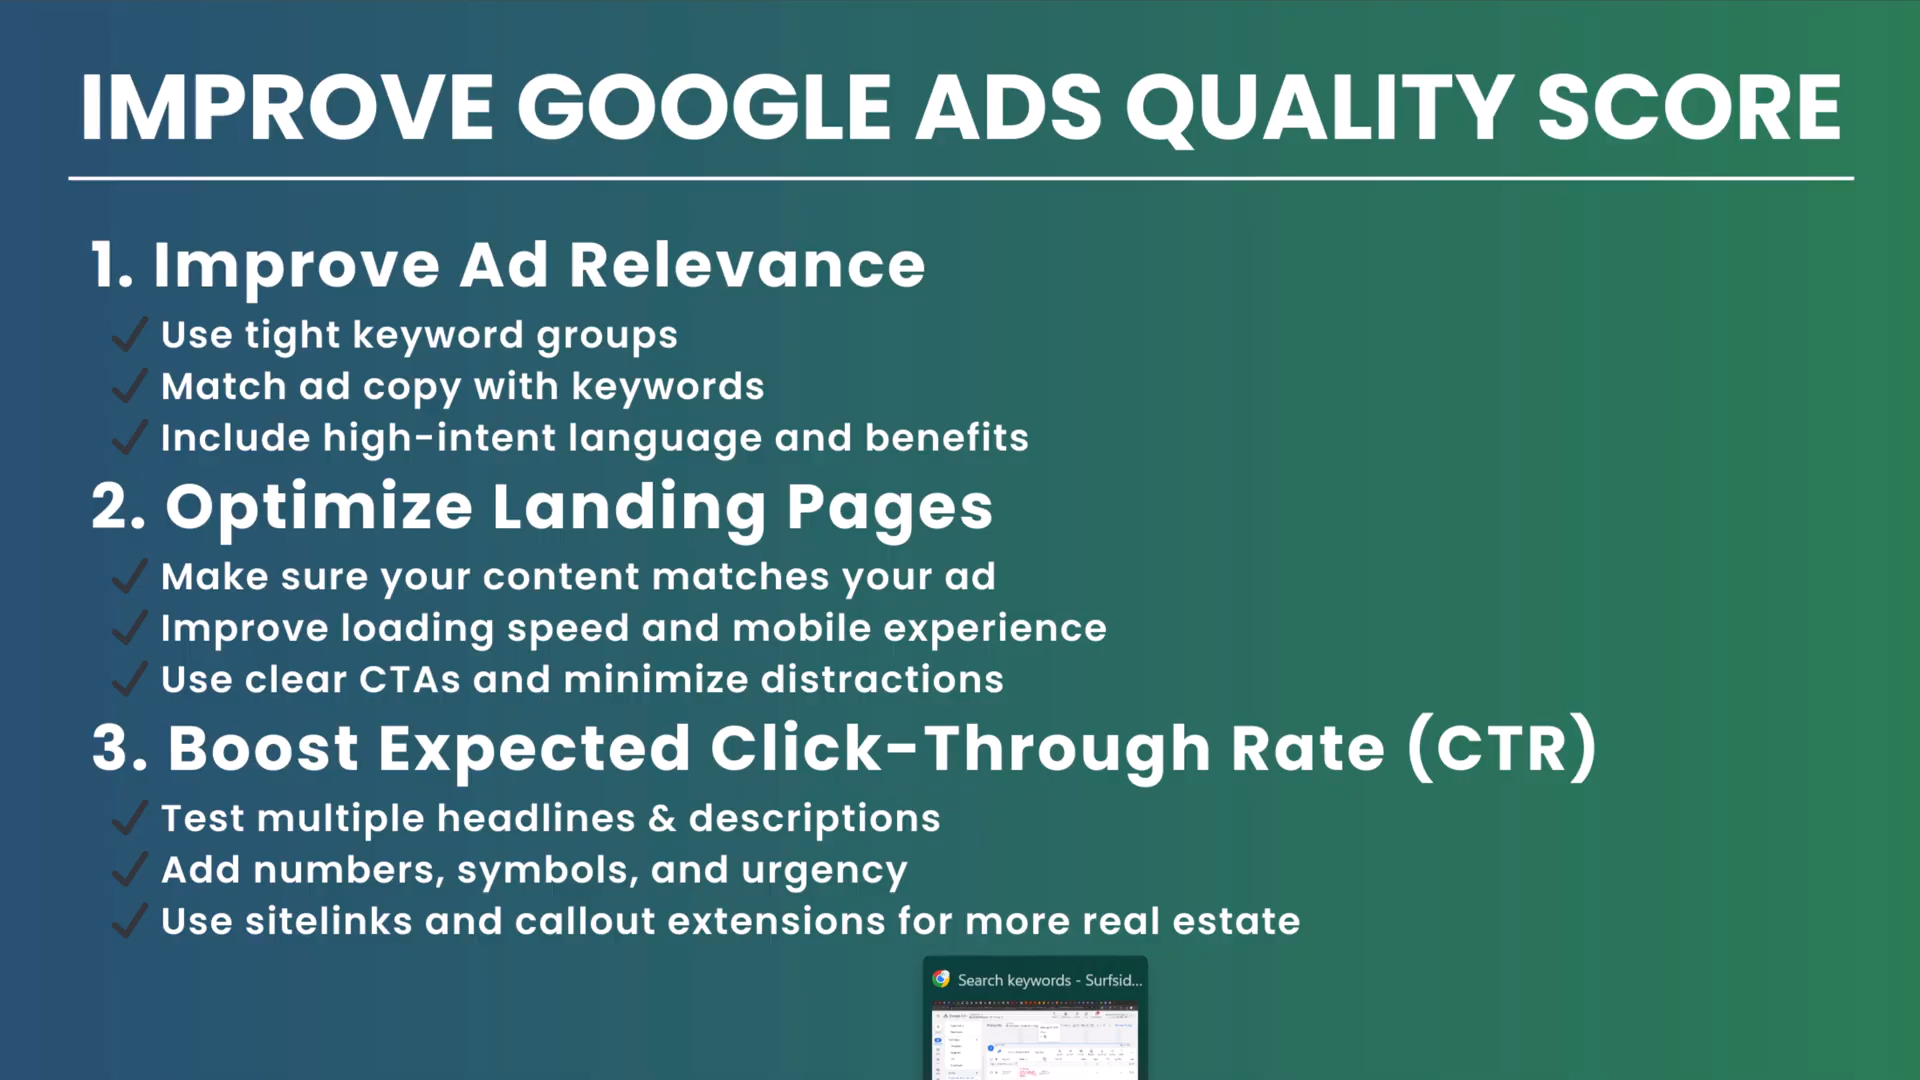 IMPROVE GOOGLE ADS QUALITY SCORE
1. Improve Ad Relevance
Use tight keyword groups
Match ad copy with keywords
Include high-intent language and benefits
2. Optimize Landing Pages
Make sure your content matches your ad
Improve loading speed and mobile experience
Use clear CTAs and minimize distractions
3. Boost Expected Click-Through Rate (CTR)
Test multiple headlines & descriptions
Add numbers, symbols, and urgency
Use sitelinks and callout extensions for more real estate
Search keywords - Surfsid...